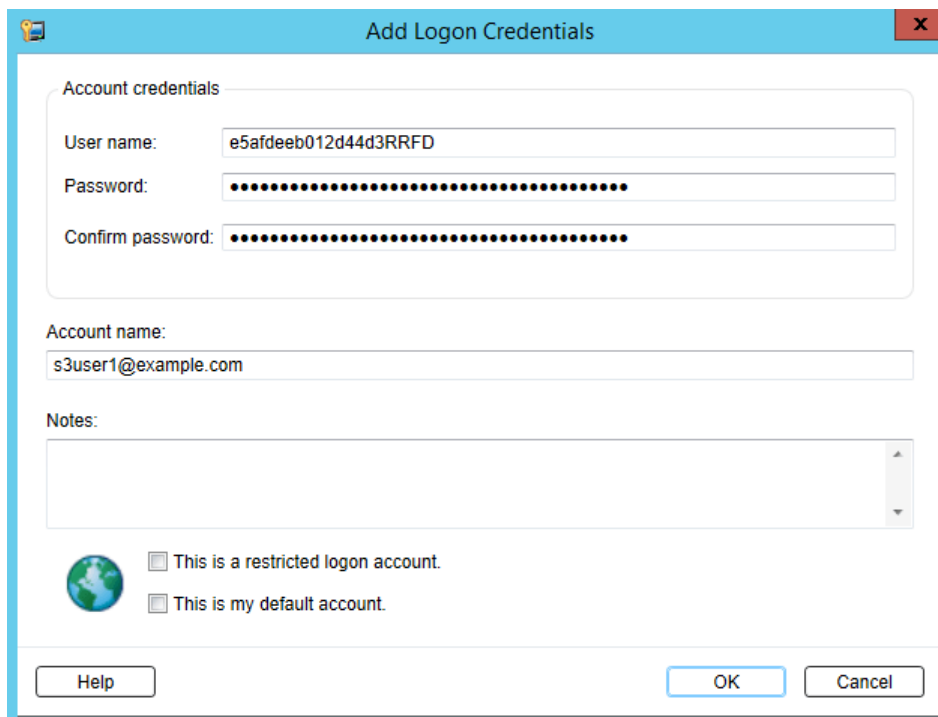 Add Logon Credentials
x
Account credentials
User name: e5afdeeb012d44d3RRFD
Password: ••••••••••••••••••••••••••••••••••••••••
Confirm password: ••••••••••••••••••••••••••••••••••••••••
Account name:
s3user1@example.com
Notes:
This is a restricted logon account.
This is my default account.
Help OK Cancel